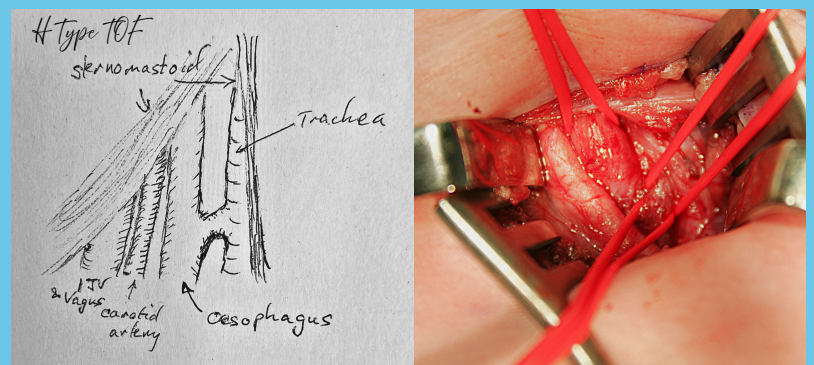 H Type TOF
sternomastoid
Trachea
IJV
& Vagus
carotid
artery
Oesophagus